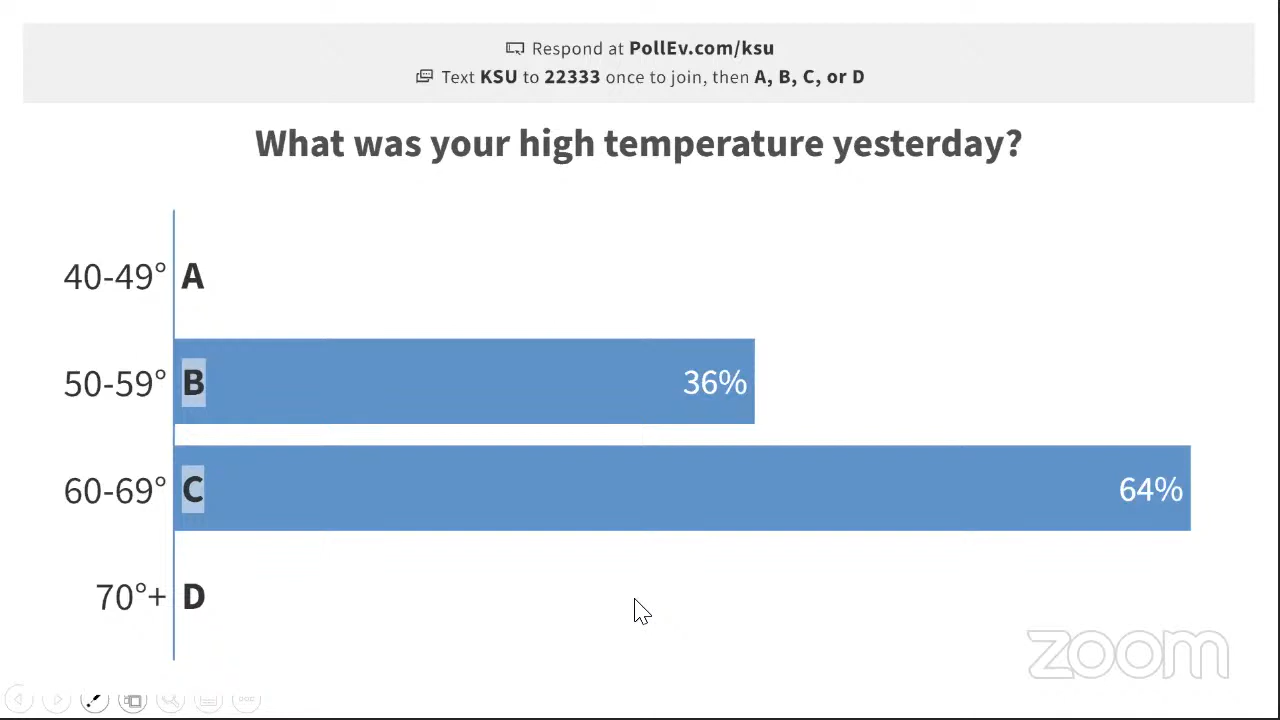 Respond at PollEv.com/ksu
Text KSU to 22333 once to join, then A, B, C, or D
What was your high temperature yesterday?
40-49° A
50-59° B 36%
60-69° C 64%
70°+ D
zoom